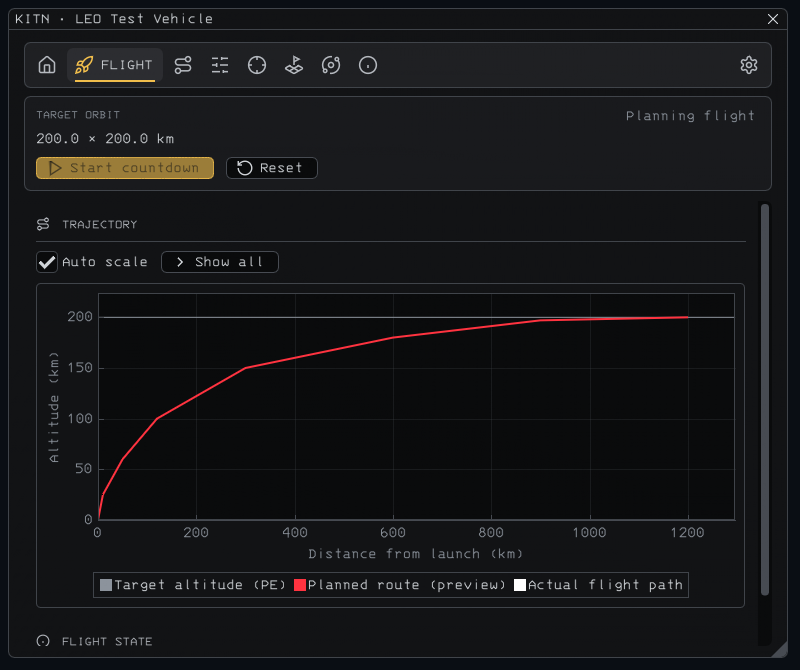 KITN · LEO Test Vehicle
FLIGHT
TARGET ORBIT
Planning flight
200.0 × 200.0 km
Start countdown
Reset
TRAJECTORY
Auto scale
Show all
200
150
100
50
0
Altitude (km)
0 200 400 600 800 1000 1200
Distance from launch (km)
Target altitude (PE) Planned route (preview) Actual flight path
FLIGHT STATE